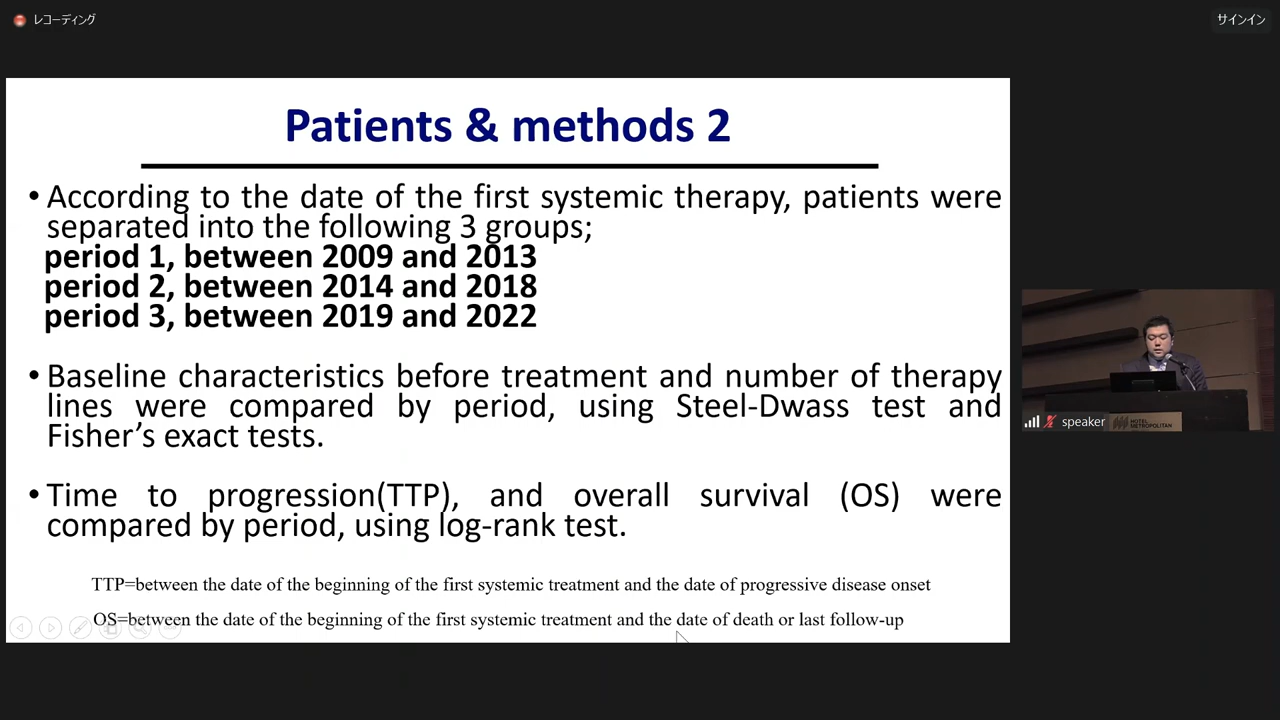 レコーディング
サインイン
Patients & methods 2
• According to the date of the first systemic therapy, patients were
separated into the following 3 groups;
period 1, between 2009 and 2013
period 2, between 2014 and 2018
period 3, between 2019 and 2022
• Baseline characteristics before treatment and number of therapy
lines were compared by period, using Steel-Dwass test and
Fisher’s exact tests.
• Time to progression(TTP), and overall survival (OS) were
compared by period, using log-rank test.
TTP=between the date of the beginning of the first systemic treatment and the date of progressive disease onset
OS=between the date of the beginning of the first systemic treatment and the date of death or last follow-up
speaker
HOTEL
METROPOLITAN